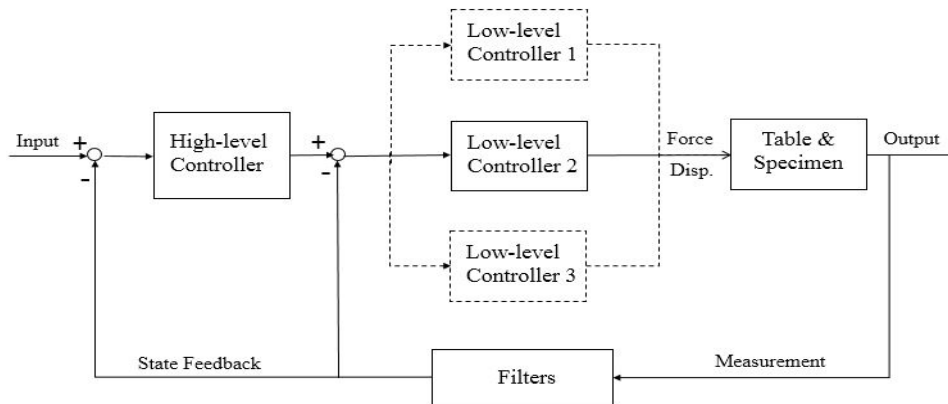 Low-level
Controller 1
Input
+
-
High-level
Controller
+
-
Low-level
Controller 2
Force
Disp.
Table &
Specimen
Output
Low-level
Controller 3
State Feedback
Filters
Measurement